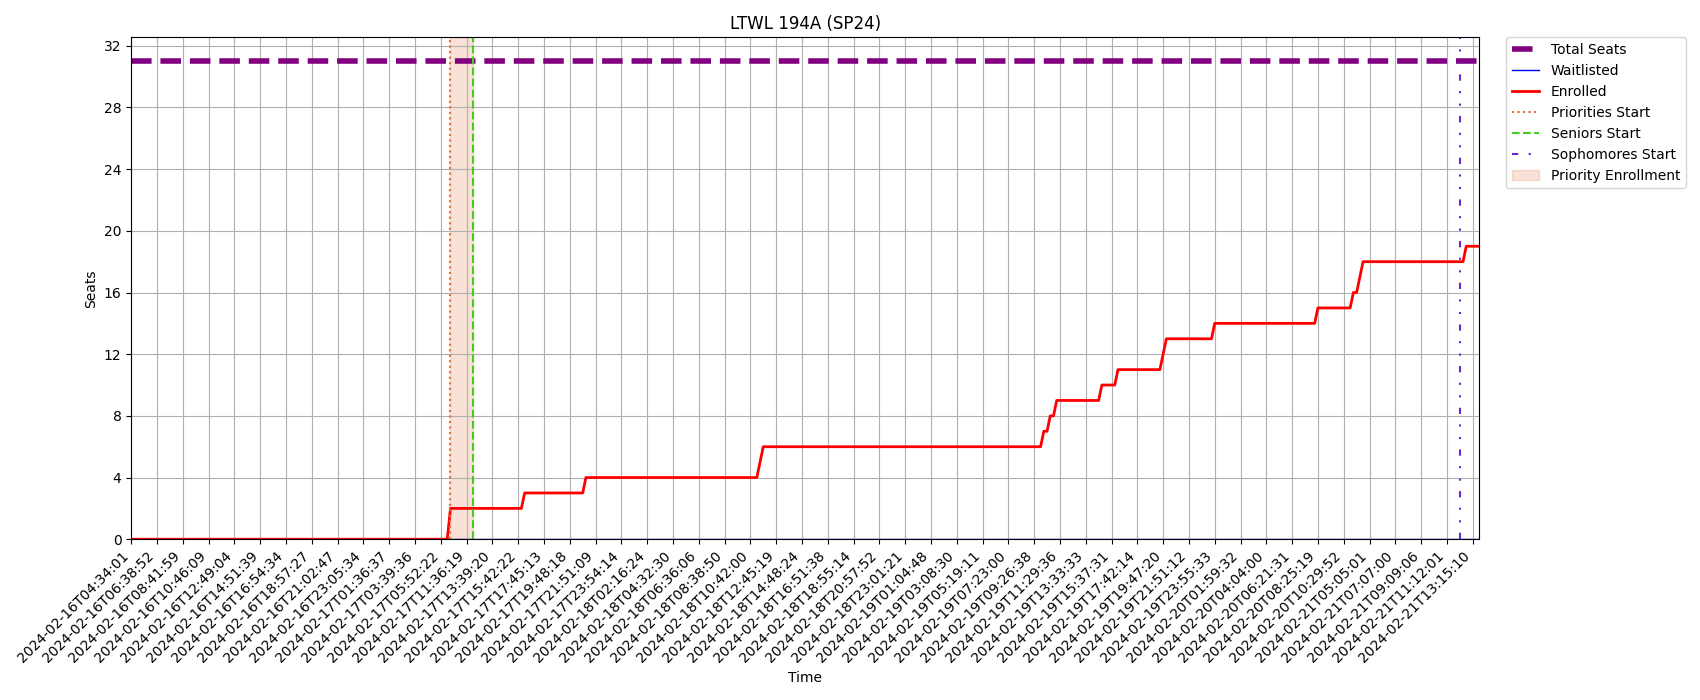 LTWL 194A (SP24)
Total Seats
Waitlisted
Enrolled
Priorities Start
Seniors Start
Sophomores Start
Priority Enrollment
32
28
24
20
16
12
8
4
0
Seats
2024-02-16T04:34:01
2024-02-16T06:38:52
2024-02-16T08:41:59
2024-02-16T10:46:09
2024-02-16T12:49:04
2024-02-16T14:51:39
2024-02-16T16:54:34
2024-02-16T18:57:27
2024-02-16T21:02:47
2024-02-16T23:05:34
2024-02-17T01:36:37
2024-02-17T03:39:36
2024-02-17T05:52:22
2024-02-17T11:36:19
2024-02-17T13:39:20
2024-02-17T15:42:22
2024-02-17T17:45:13
2024-02-17T19:48:18
2024-02-17T21:51:09
2024-02-17T23:54:14
2024-02-18T02:16:24
2024-02-18T04:32:30
2024-02-18T06:36:06
2024-02-18T08:38:50
2024-02-18T10:42:00
2024-02-18T12:45:19
2024-02-18T14:48:24
2024-02-18T16:51:38
2024-02-18T18:55:14
2024-02-18T20:57:52
2024-02-18T23:01:21
2024-02-19T01:04:48
2024-02-19T03:08:30
2024-02-19T05:19:11
2024-02-19T07:23:00
2024-02-19T09:26:38
2024-02-19T11:29:36
2024-02-19T13:33:33
2024-02-19T15:37:31
2024-02-19T17:42:14
2024-02-19T19:47:20
2024-02-19T21:51:12
2024-02-19T23:55:33
2024-02-20T01:59:32
2024-02-20T04:04:00
2024-02-20T06:21:31
2024-02-20T08:25:19
2024-02-20T10:29:52
2024-02-21T05:05:01
2024-02-21T07:07:00
2024-02-21T09:09:06
2024-02-21T11:12:01
2024-02-21T13:15:10
Time